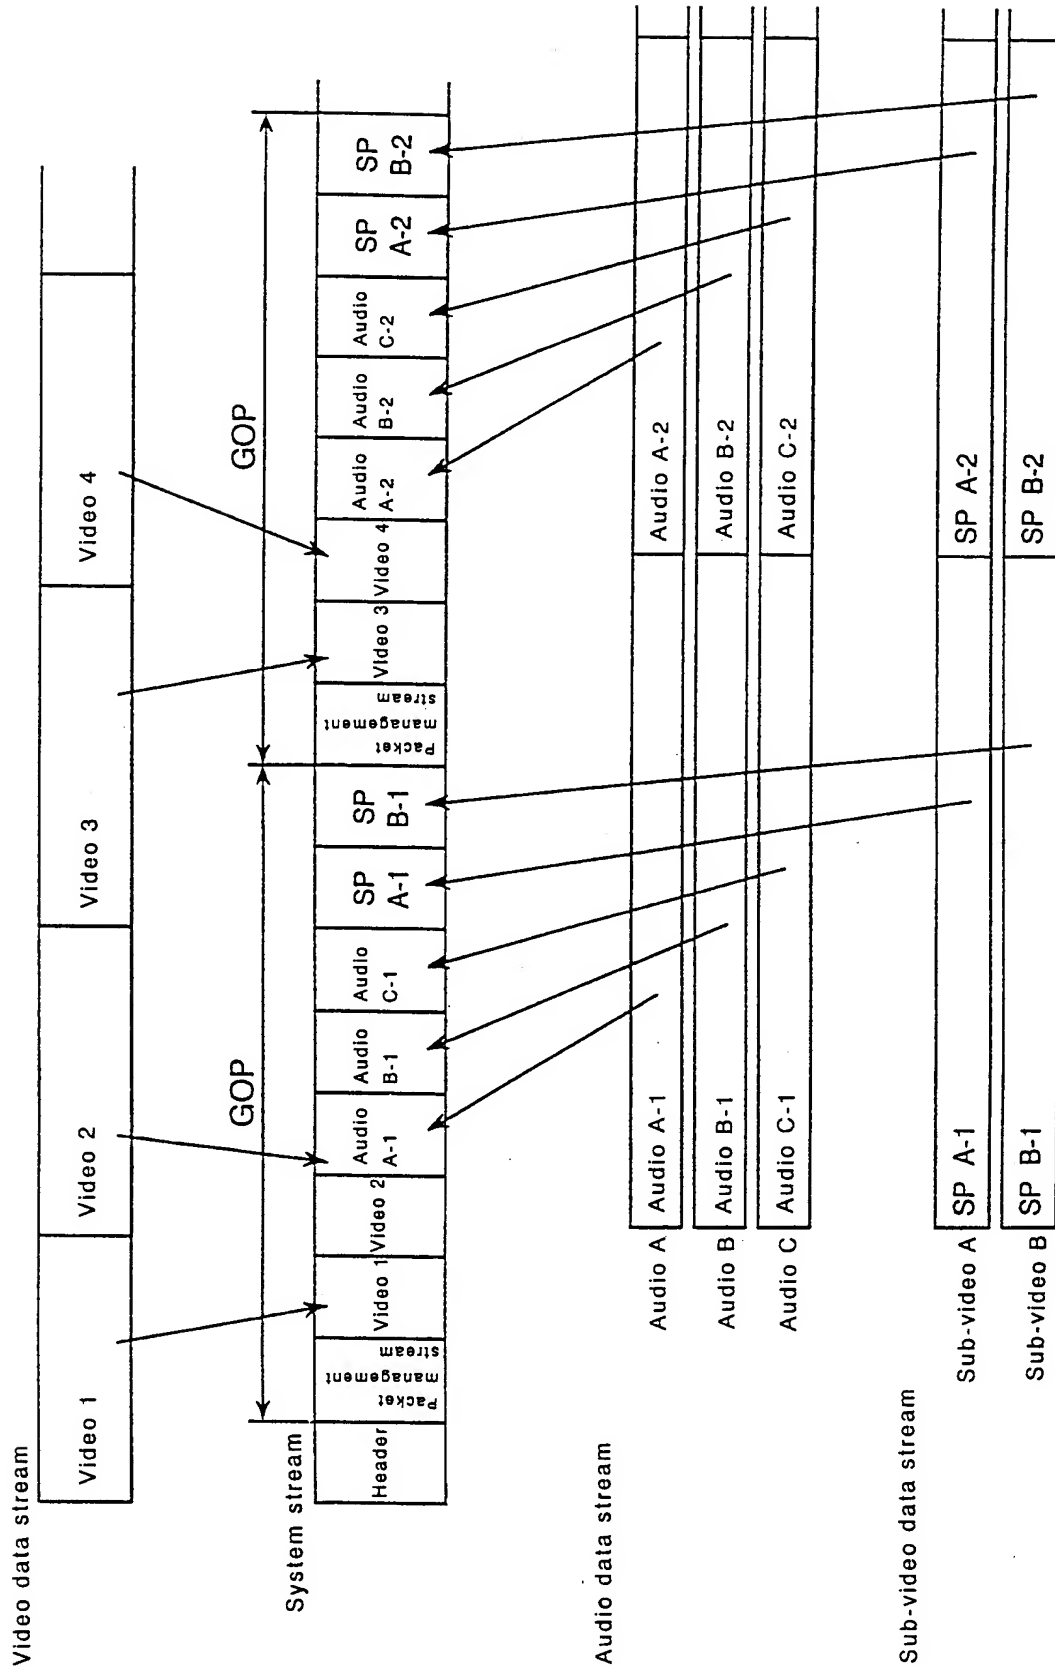 Video data stream
Video 1
Video 2
Video 3
Video 4
GOP
GOP
System stream
Header
Packet
management
stream
Video 1
Video 2
Audio
A-1
Audio
B-1
Audio
C-1
SP
A-1
SP
B-1
Packet
management
stream
Video 3
Video 4
Audio
A-2
Audio
B-2
Audio
C-2
SP
A-2
SP
B-2
Audio data stream
Audio A
Audio A-1
Audio A-2
Audio B
Audio B-1
Audio B-2
Audio C
Audio C-1
Audio C-2
Sub-video data stream
Sub-video A
SP A-1
SP A-2
Sub-video B
SP B-1
SP B-2